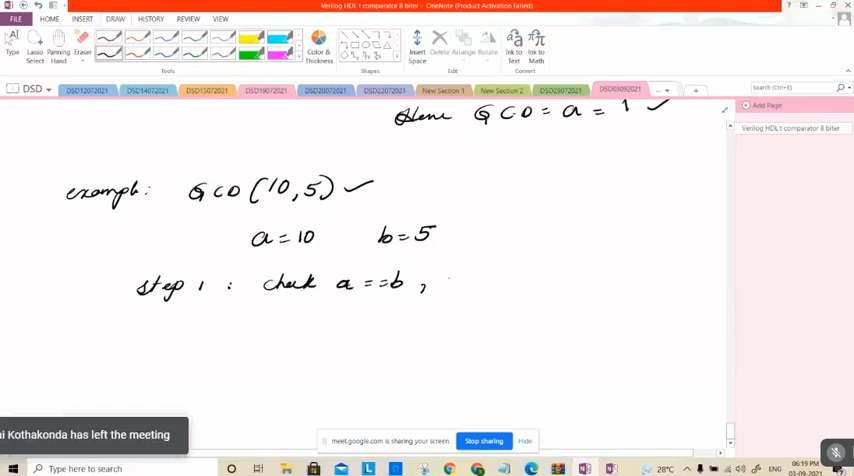 Verilog HDL t comparator 8 biter - OneNote (Product Activation Failed)
FILE HOME INSERT DRAW HISTORY REVIEW VIEW
Type Lasso Select Panning Hand Eraser Color & Thickness Insert Space Delete Arrange Rotate Ink to Text Ink to Math
Tools Shapes Edit Convert
DSD DSD12072021 DSD14072021 DSD15072021 DSD19072021 DSD20072021 DSD22072021 New Section 1 New Section 2 DSD29072021 DSD03092021 Search (Ctrl+E)
Add Page
Verilog HDL t comparator 8 biter
GCD = a = 1 ✓
example: GCD (10, 5) ✓
a = 10 b = 5
step 1 : check a == b ,
ni Kothakonda has left the meeting
meet.google.com is sharing your screen. Stop sharing Hide
Type here to search
28°C
06:19 PM
03-09-2021